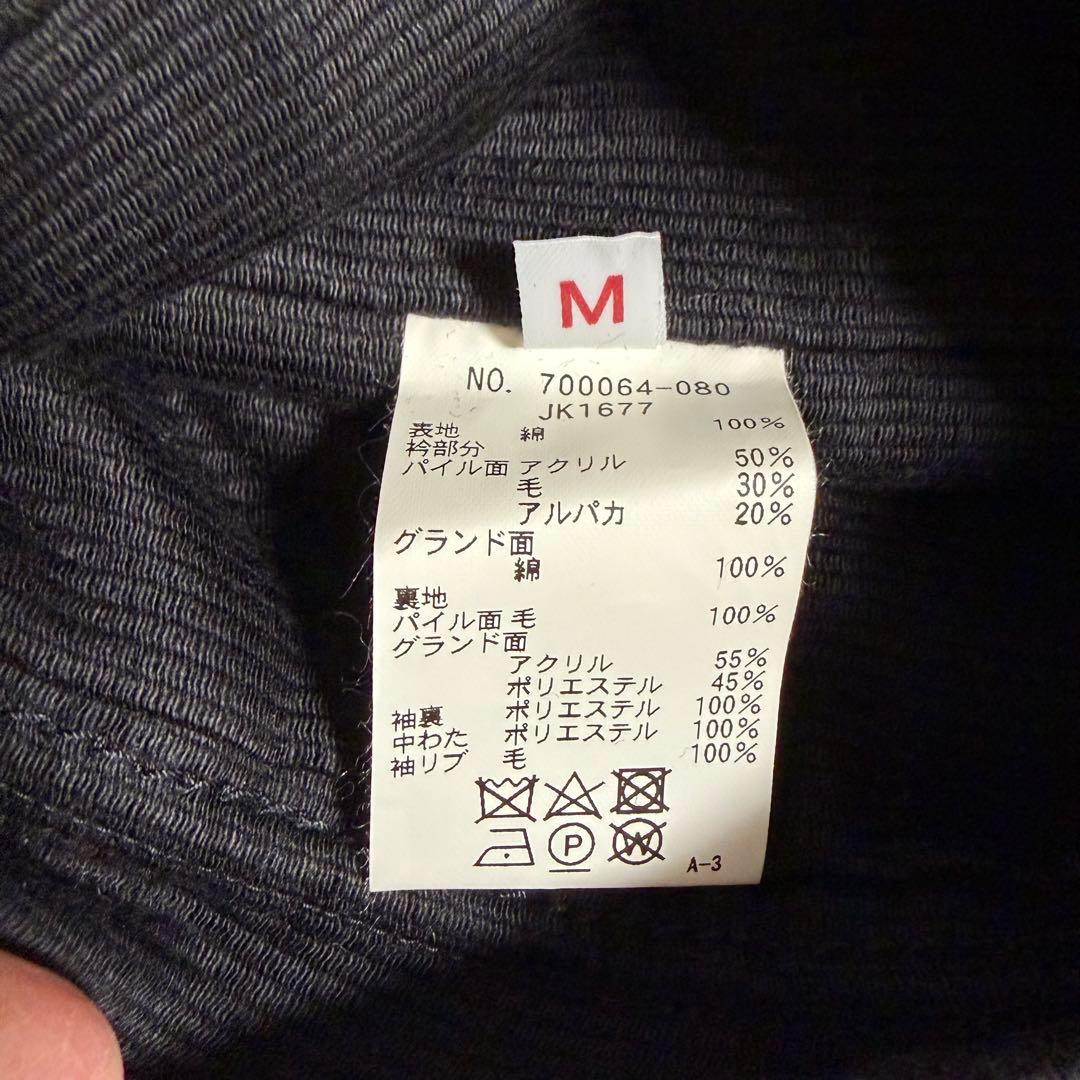 M
NO. 700064-080
JK1677
表地 綿 100%
衿部分
パイル面 アクリル 50%
毛 30%
アルパカ 20%
グランド面
綿 100%
裏地
パイル面 毛 100%
グランド面
アクリル 55%
ポリエステル 45%
袖裏 ポリエステル 100%
中わた ポリエステル 100%
袖リブ 毛 100%
P W
A-3